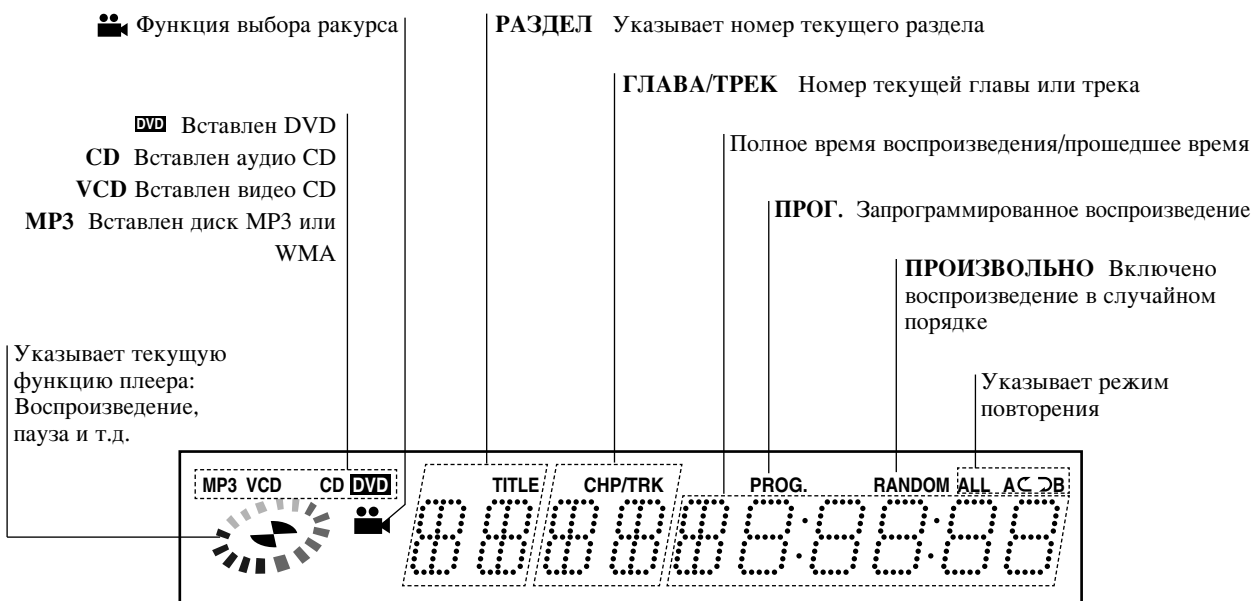 Функция выбора ракурса
РАЗДЕЛ Указывает номер текущего раздела
ГЛАВА/ТРЕК Номер текущей главы или трека
DVD Вставлен DVD
CD Вставлен аудио CD
VCD Вставлен видео CD
MP3 Вставлен диск MP3 или
WMA
Полное время воспроизведения/прошедшее время
ПРОГ. Запрограммированное воспроизведение
ПРОИЗВОЛЬНО Включено
воспроизведение в случайном
порядке
Указывает текущую
функцию плеера:
Воспроизведение,
пауза и т.д.
Указывает режим
повторения
MP3 VCD CD DVD TITLE CHP/TRK PROG. RANDOM ALL A⊂ ⊃B